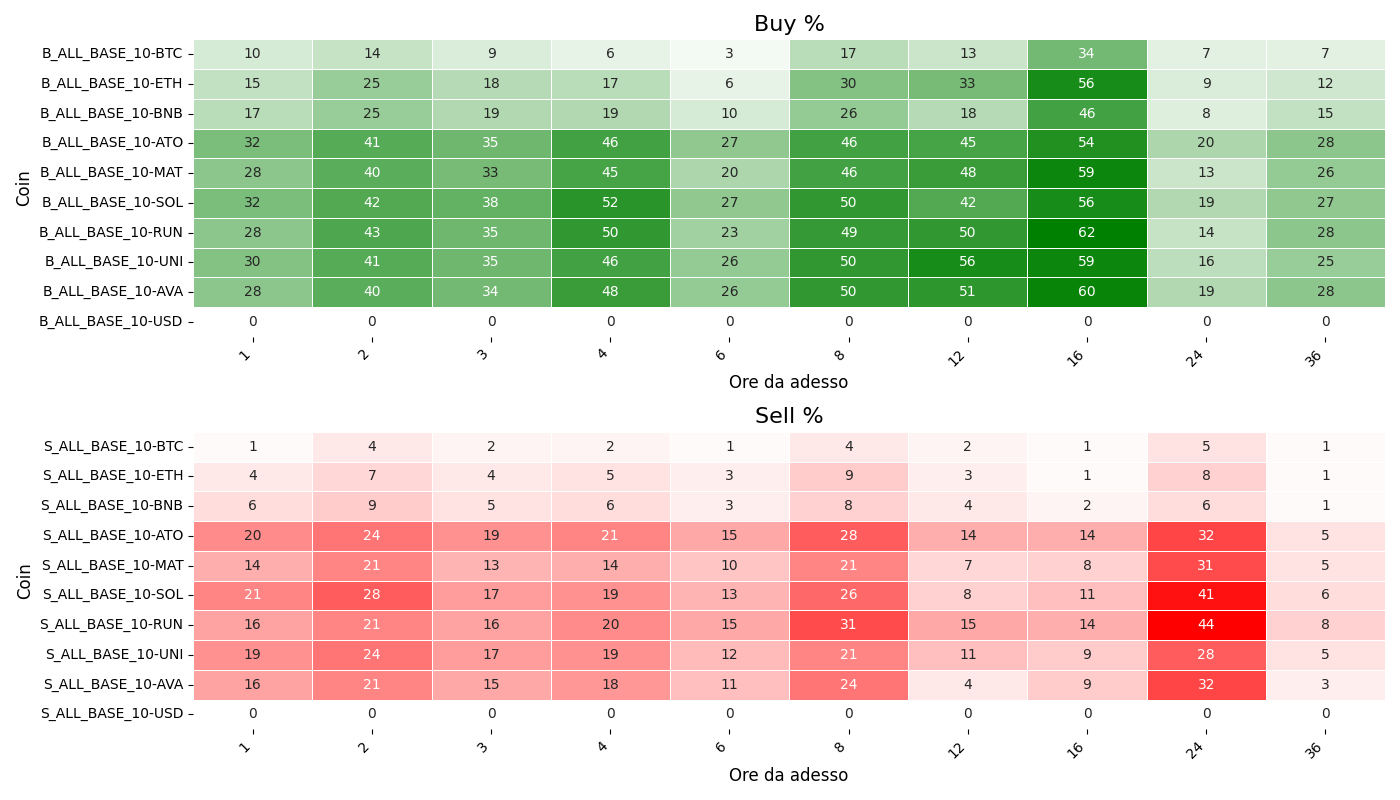 Buy %
B_ALL_BASE_10-BTC 10 14 9 6 3 17 13 34 7 7
B_ALL_BASE_10-ETH 15 25 18 17 6 30 33 56 9 12
B_ALL_BASE_10-BNB 17 25 19 19 10 26 18 46 8 15
B_ALL_BASE_10-ATO 32 41 35 46 27 46 45 54 20 28
B_ALL_BASE_10-MAT 28 40 33 45 20 46 48 59 13 26
B_ALL_BASE_10-SOL 32 42 38 52 27 50 42 56 19 27
B_ALL_BASE_10-RUN 28 43 35 50 23 49 50 62 14 28
B_ALL_BASE_10-UNI 30 41 35 46 26 50 56 59 16 25
B_ALL_BASE_10-AVA 28 40 34 48 26 50 51 60 19 28
B_ALL_BASE_10-USD 0 0 0 0 0 0 0 0 0 0
Coin
1 2 3 4 6 8 12 16 24 36
Ore da adesso
Sell %
S_ALL_BASE_10-BTC 1 4 2 2 1 4 2 1 5 1
S_ALL_BASE_10-ETH 4 7 4 5 3 9 3 1 8 1
S_ALL_BASE_10-BNB 6 9 5 6 3 8 4 2 6 1
S_ALL_BASE_10-ATO 20 24 19 21 15 28 14 14 32 5
S_ALL_BASE_10-MAT 14 21 13 14 10 21 7 8 31 5
S_ALL_BASE_10-SOL 21 28 17 19 13 26 8 11 41 6
S_ALL_BASE_10-RUN 16 21 16 20 15 31 15 14 44 8
S_ALL_BASE_10-UNI 19 24 17 19 12 21 11 9 28 5
S_ALL_BASE_10-AVA 16 21 15 18 11 24 4 9 32 3
S_ALL_BASE_10-USD 0 0 0 0 0 0 0 0 0 0
Coin
1 2 3 4 6 8 12 16 24 36
Ore da adesso